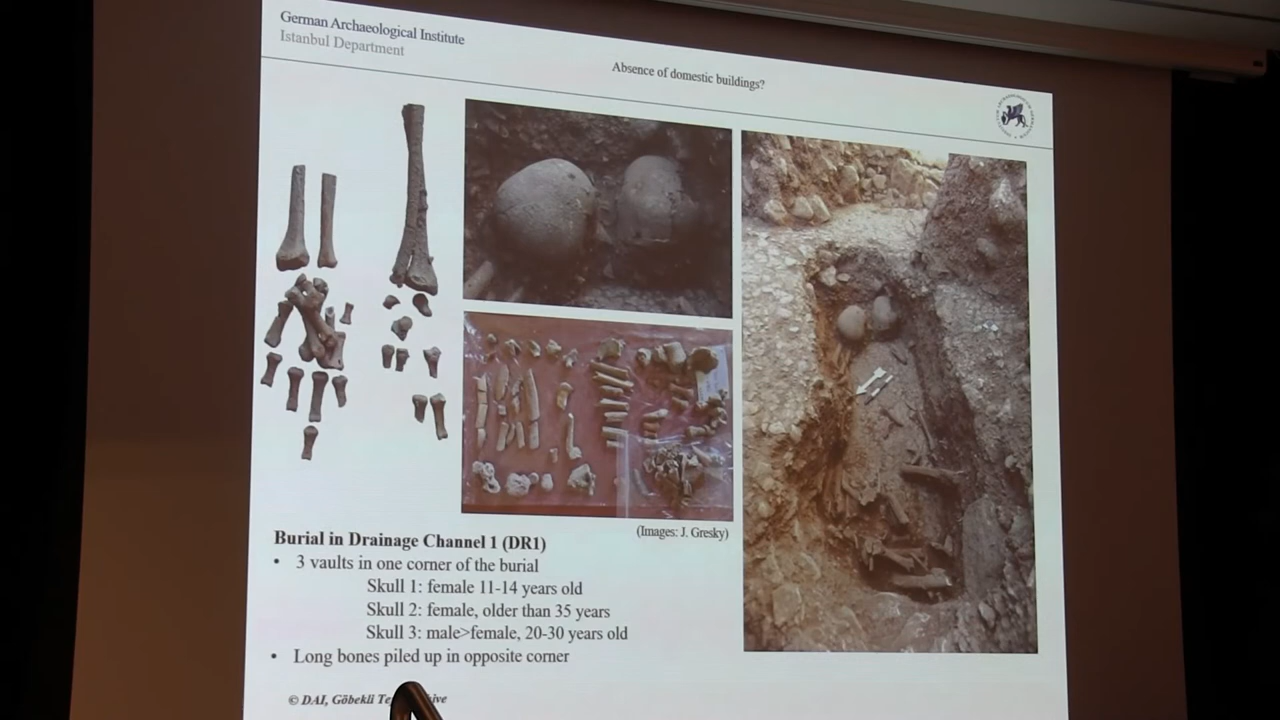 German Archaeological Institute
Istanbul Department
Absence of domestic buildings?
(Images: J. Gresky)
Burial in Drainage Channel 1 (DR1)
• 3 vaults in one corner of the burial
Skull 1: female 11-14 years old
Skull 2: female, older than 35 years
Skull 3: male>female, 20-30 years old
• Long bones piled up in opposite corner
© DAI, Göbekli